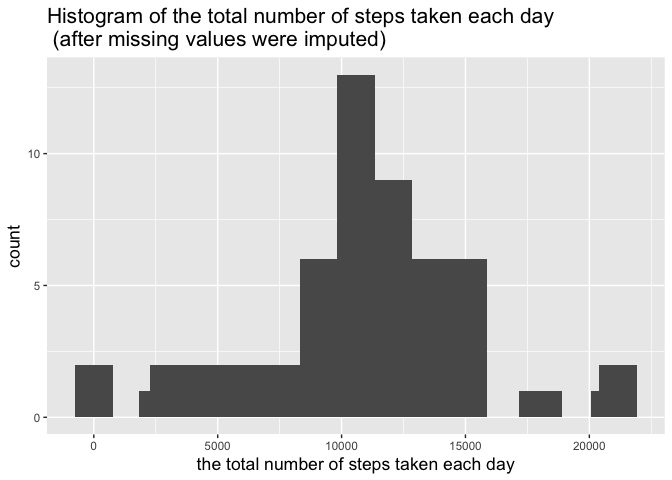 Histogram of the total number of steps taken each day
(after missing values were imputed)
10
5
0
count
0 5000 10000 15000 20000
the total number of steps taken each day